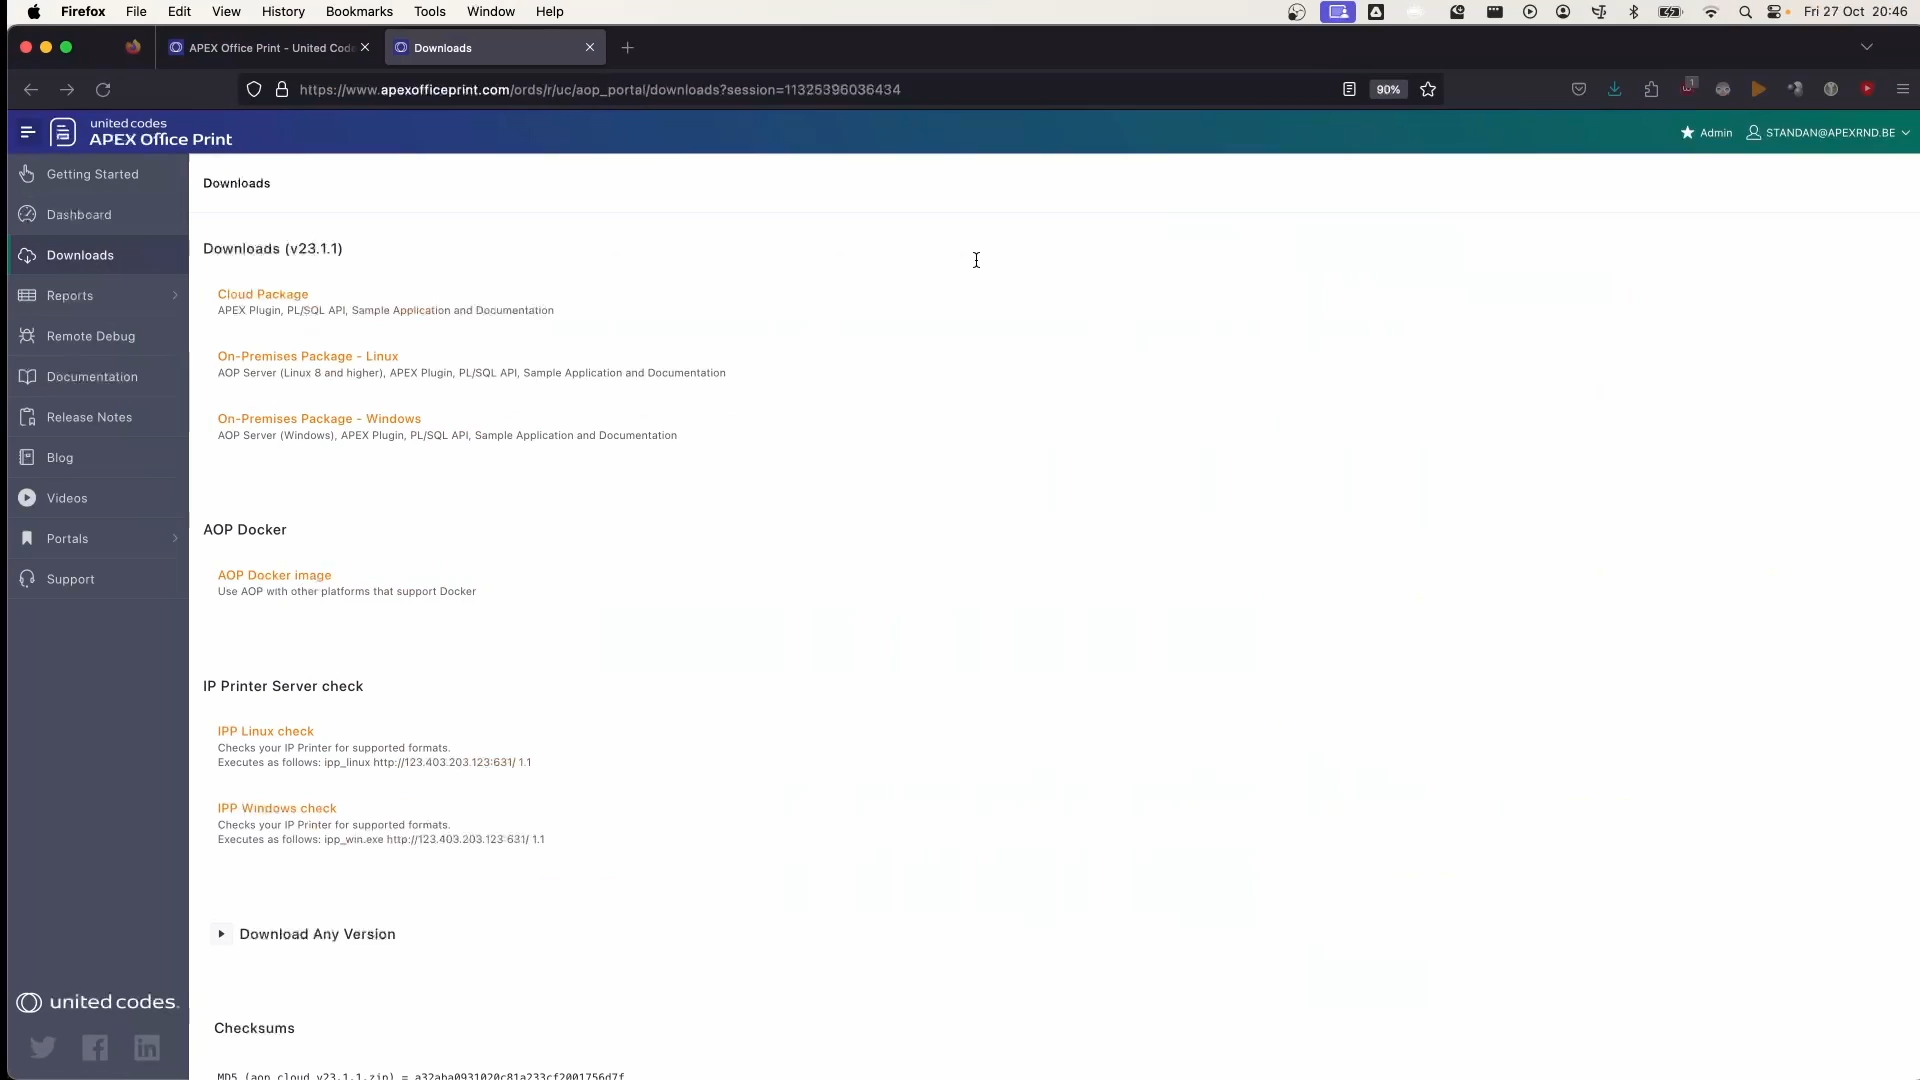 Firefox File Edit View History Bookmarks Tools Window Help Fri 27 Oct 20:46
APEX Office Print - United Code
Downloads
https://www.apexofficeprint.com/ords/r/uc/aop_portal/downloads?session=11325396036434
90%
1
united codes
APEX Office Print
Admin STANDAN@APEXRND.BE
Getting Started
Dashboard
Downloads
Reports
Remote Debug
Documentation
Release Notes
Blog
Videos
Portals
Support
united codes.
Downloads
Downloads (v23.1.1)
Cloud Package
APEX Plugin, PL/SQL API, Sample Application and Documentation
On-Premises Package - Linux
AOP Server (Linux 8 and higher), APEX Plugin, PL/SQL API, Sample Application and Documentation
On-Premises Package - Windows
AOP Server (Windows), APEX Plugin, PL/SQL API, Sample Application and Documentation
AOP Docker
AOP Docker image
Use AOP with other platforms that support Docker
IP Printer Server check
IPP Linux check
Checks your IP Printer for supported formats.
Executes as follows: ipp_linux http://123.403.203.123:631/ 1.1
IPP Windows check
Checks your IP Printer for supported formats.
Executes as follows: ipp_win.exe http://123.403.203.123:631/ 1.1
Download Any Version
Checksums
MD5 (aop_cloud_v23.1.1.zip) = a32aba0931020c81a233cf2001756d7f